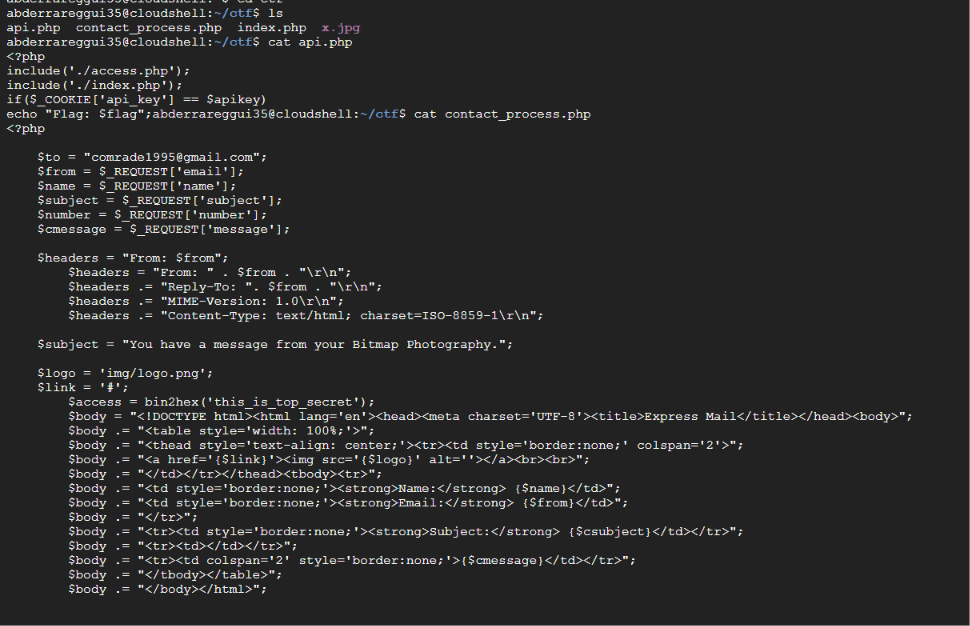 abderrareggui35@cloudshell:~$ cd ctf
abderrareggui35@cloudshell:~/ctf$ ls
api.php  contact_process.php  index.php  x.jpg
abderrareggui35@cloudshell:~/ctf$ cat api.php
<?php
include('./access.php');
include('./index.php');
if($_COOKIE['api_key'] == $apikey)
echo "Flag: $flag";abderrareggui35@cloudshell:~/ctf$ cat contact_process.php
<?php

    $to = "comrade1995@gmail.com";
    $from = $_REQUEST['email'];
    $name = $_REQUEST['name'];
    $subject = $_REQUEST['subject'];
    $number = $_REQUEST['number'];
    $cmessage = $_REQUEST['message'];

    $headers = "From: $from";
        $headers = "From: " . $from . "\r\n";
        $headers .= "Reply-To: ". $from . "\r\n";
        $headers .= "MIME-Version: 1.0\r\n";
        $headers .= "Content-Type: text/html; charset=ISO-8859-1\r\n";

    $subject = "You have a message from your Bitmap Photography.";

    $logo = 'img/logo.png';
    $link = '#';
        $access = bin2hex('this_is_top_secret');
        $body = "<!DOCTYPE html><html lang='en'><head><meta charset='UTF-8'><title>Express Mail</title></head><body>";
        $body .= "<table style='width: 100%;'>";
        $body .= "<thead style='text-align: center;'><tr><td style='border:none;' colspan='2'>";
        $body .= "<a href='{$link}'><img src='{$logo}' alt=''></a><br><br>";
        $body .= "</td></tr></thead><tbody><tr>";
        $body .= "<td style='border:none;'><strong>Name:</strong> {$name}</td>";
        $body .= "<td style='border:none;'><strong>Email:</strong> {$from}</td>";
        $body .= "</tr>";
        $body .= "<tr><td style='border:none;'><strong>Subject:</strong> {$csubject}</td></tr>";
        $body .= "<tr><td></td></tr>";
        $body .= "<tr><td colspan='2' style='border:none;'>{$cmessage}</td></tr>";
        $body .= "</tbody></table>";
        $body .= "</body></html>";